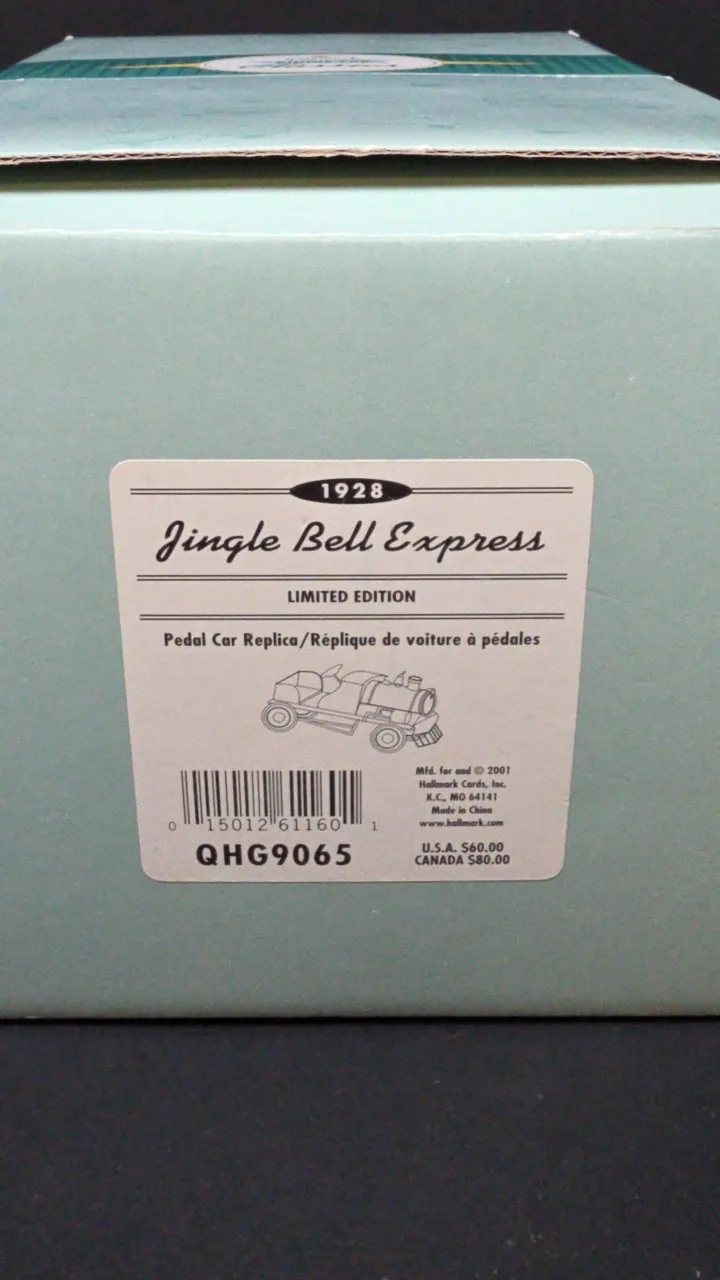 1928
Jingle Bell Express
LIMITED EDITION
Pedal Car Replica/Réplique de voiture à pédales
Mfd. for and © 2001
Hallmark Cards, Inc.
K.C., MO 64141
Made in China
www.hallmark.com
0 15012 61160 1
QHG9065
U.S.A. $60.00
CANADA $80.00